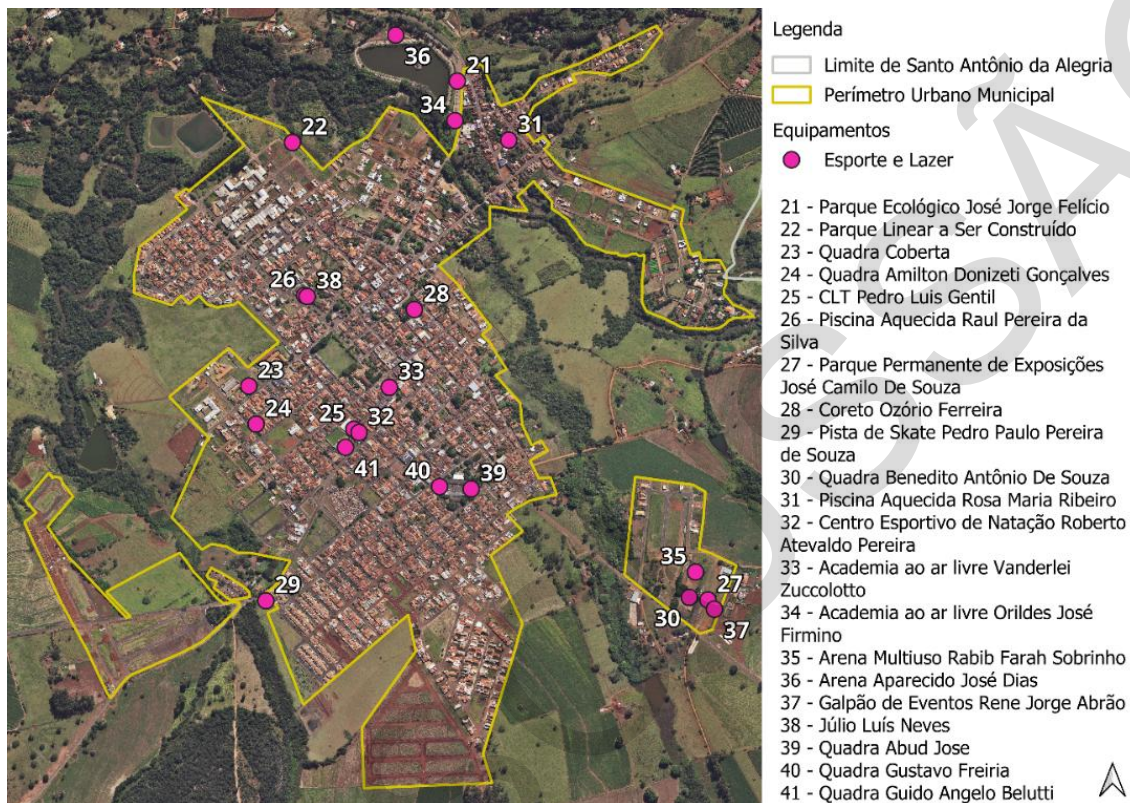 36
21
34
31
22
26
38
28
23
33
24
25
32
41
40
39
35
29
30
27
37
Legenda
Limite de Santo Antônio da Alegria
Perímetro Urbano Municipal
Equipamentos
Esporte e Lazer
21 - Parque Ecológico José Jorge Felício
22 - Parque Linear a Ser Construído
23 - Quadra Coberta
24 - Quadra Amilton Donizeti Gonçalves
25 - CLT Pedro Luis Gentil
26 - Piscina Aquecida Raul Pereira da
Silva
27 - Parque Permanente de Exposições
José Camilo De Souza
28 - Coreto Ozório Ferreira
29 - Pista de Skate Pedro Paulo Pereira
de Souza
30 - Quadra Benedito Antônio De Souza
31 - Piscina Aquecida Rosa Maria Ribeiro
32 - Centro Esportivo de Natação Roberto
Atevaldo Pereira
33 - Academia ao ar livre Vanderlei
Zuccolotto
34 - Academia ao ar livre Orildes José
Firmino
35 - Arena Multiuso Rabib Farah Sobrinho
36 - Arena Aparecido José Dias
37 - Galpão de Eventos Rene Jorge Abrão
38 - Júlio Luís Neves
39 - Quadra Abud Jose
40 - Quadra Gustavo Freiria
41 - Quadra Guido Angelo Belutti